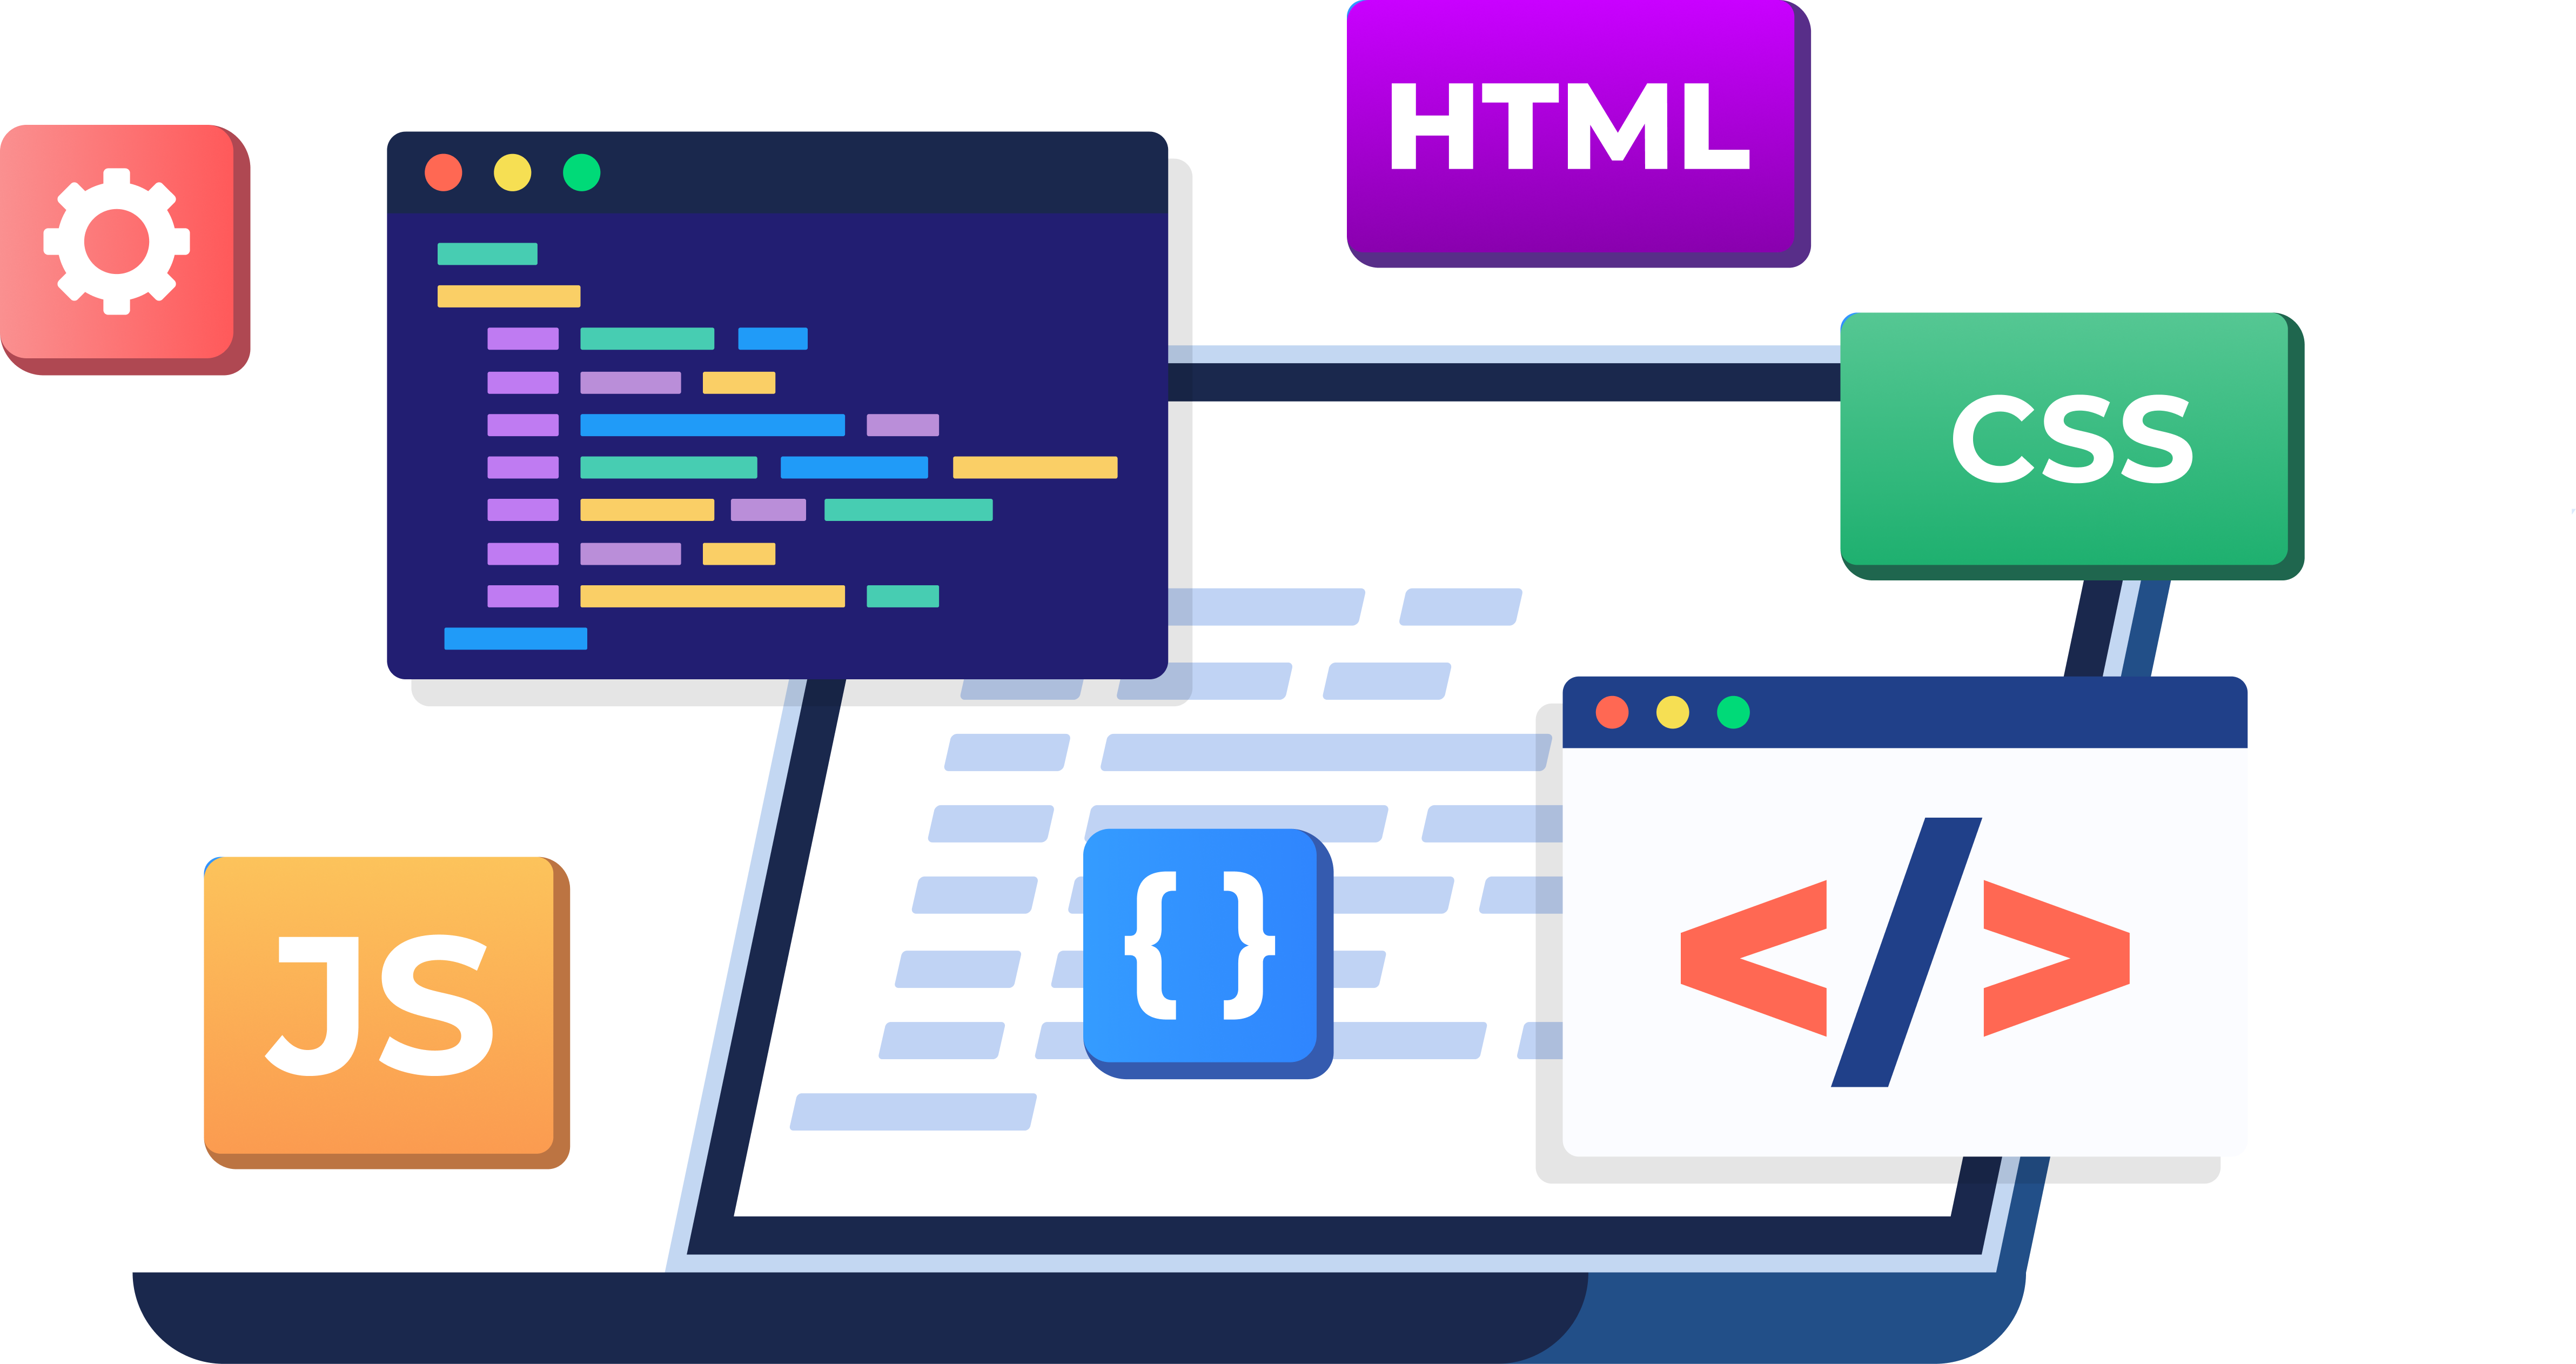 HTML
CSS
</>
{ }
JS